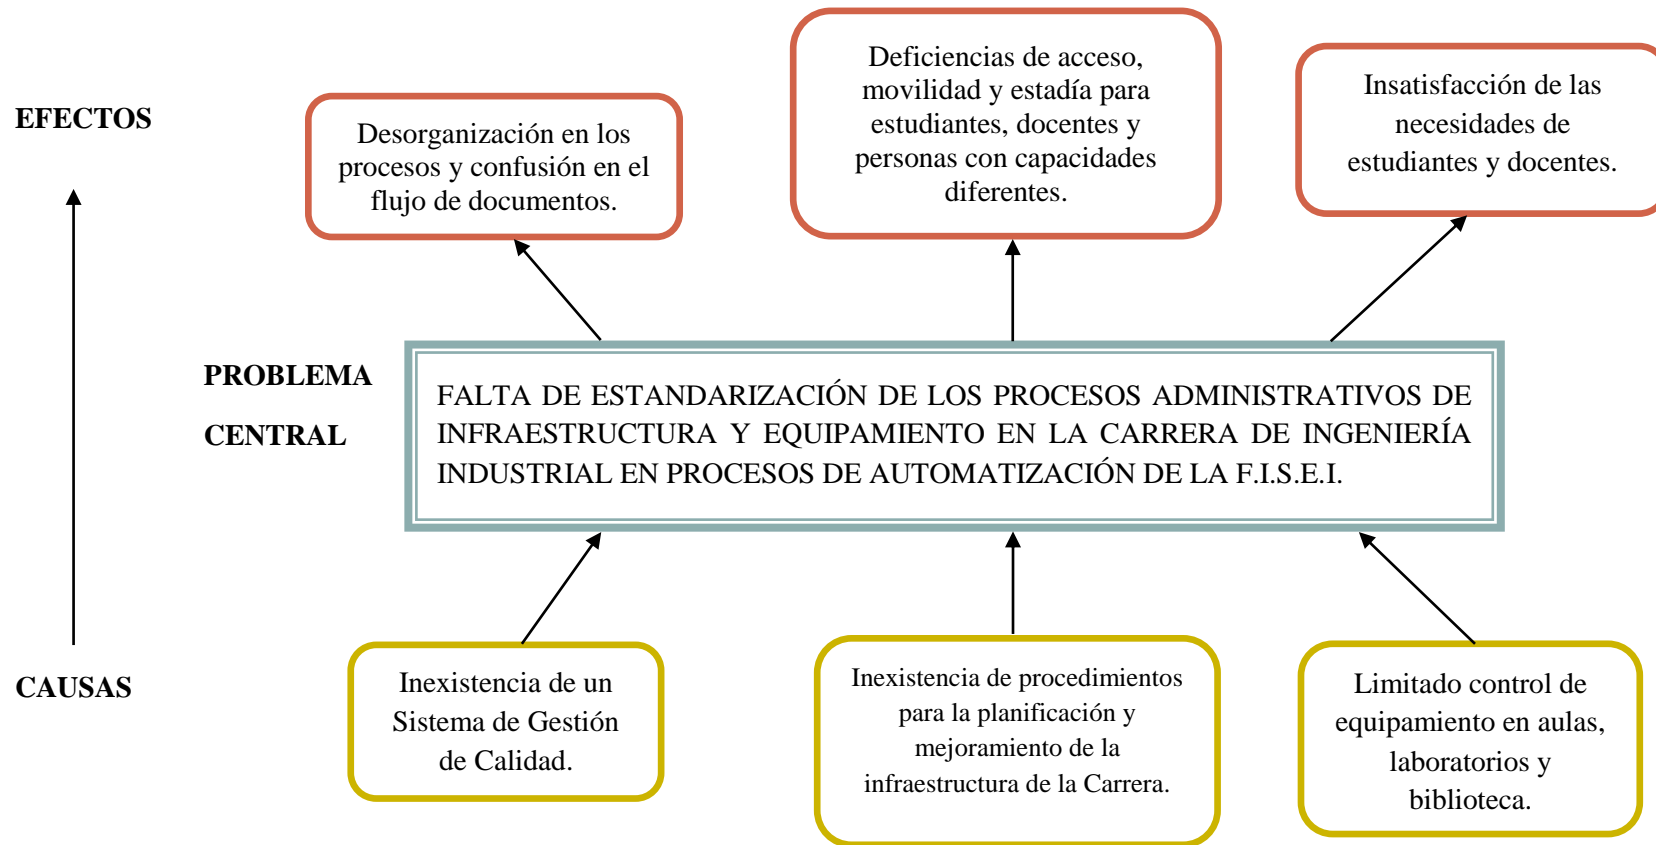 EFECTOS
Desorganización en los
procesos y confusión en el
flujo de documentos.
Deficiencias de acceso,
movilidad y estadía para
estudiantes, docentes y
personas con capacidades
diferentes.
Insatisfacción de las
necesidades de
estudiantes y docentes.
PROBLEMA
CENTRAL
FALTA DE ESTANDARIZACIÓN DE LOS PROCESOS ADMINISTRATIVOS DE
INFRAESTRUCTURA Y EQUIPAMIENTO EN LA CARRERA DE INGENIERÍA
INDUSTRIAL EN PROCESOS DE AUTOMATIZACIÓN DE LA F.I.S.E.I.
CAUSAS
Inexistencia de un
Sistema de Gestión
de Calidad.
Inexistencia de procedimientos
para la planificación y
mejoramiento de la
infraestructura de la Carrera.
Limitado control de
equipamiento en aulas,
laboratorios y
biblioteca.